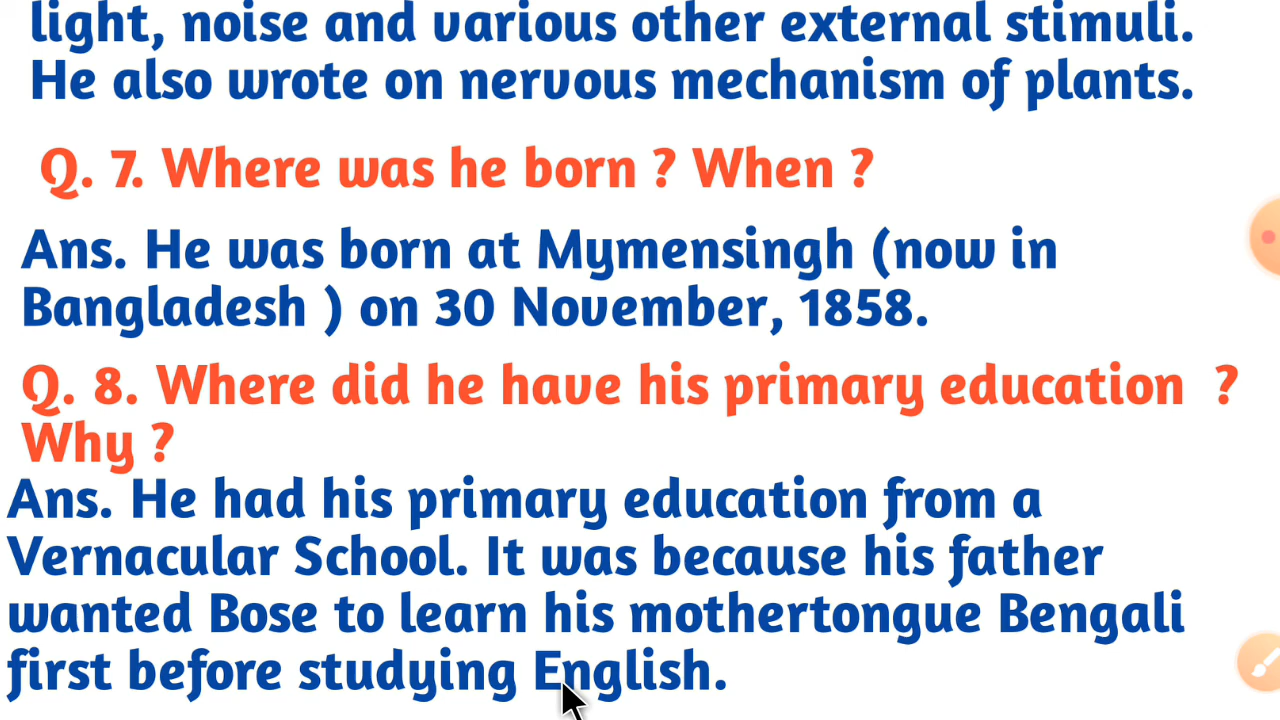 light, noise and various other external stimuli.
He also wrote on nervous mechanism of plants.
Q. 7. Where was he born ? When ?
Ans. He was born at Mymensingh (now in
Bangladesh ) on 30 November, 1858.
Q. 8. Where did he have his primary education  ?
Why ?
Ans. He had his primary education from a
Vernacular School. It was because his father
wanted Bose to learn his mothertongue Bengali
first before studying English.